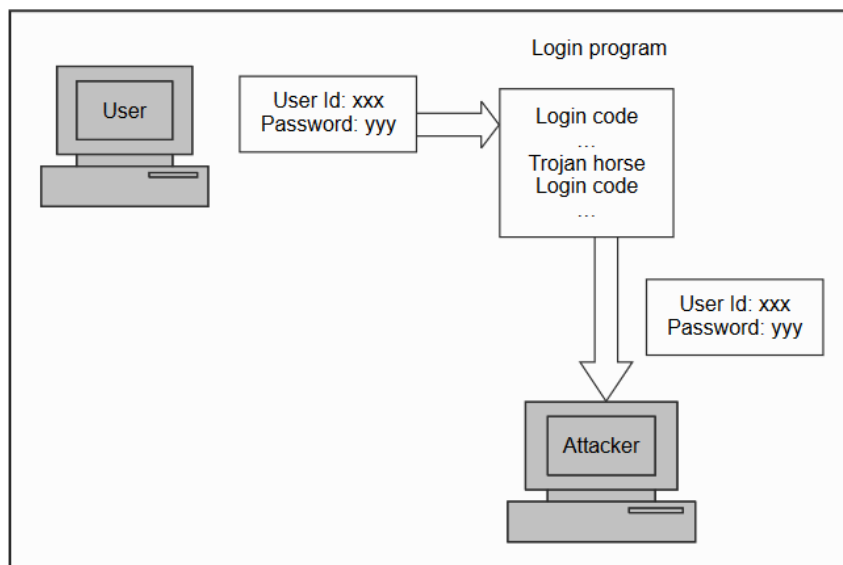 Login program
User
User Id: xxx
Password: yyy
Login code
...
Trojan horse
Login code
...
User Id: xxx
Password: yyy
Attacker